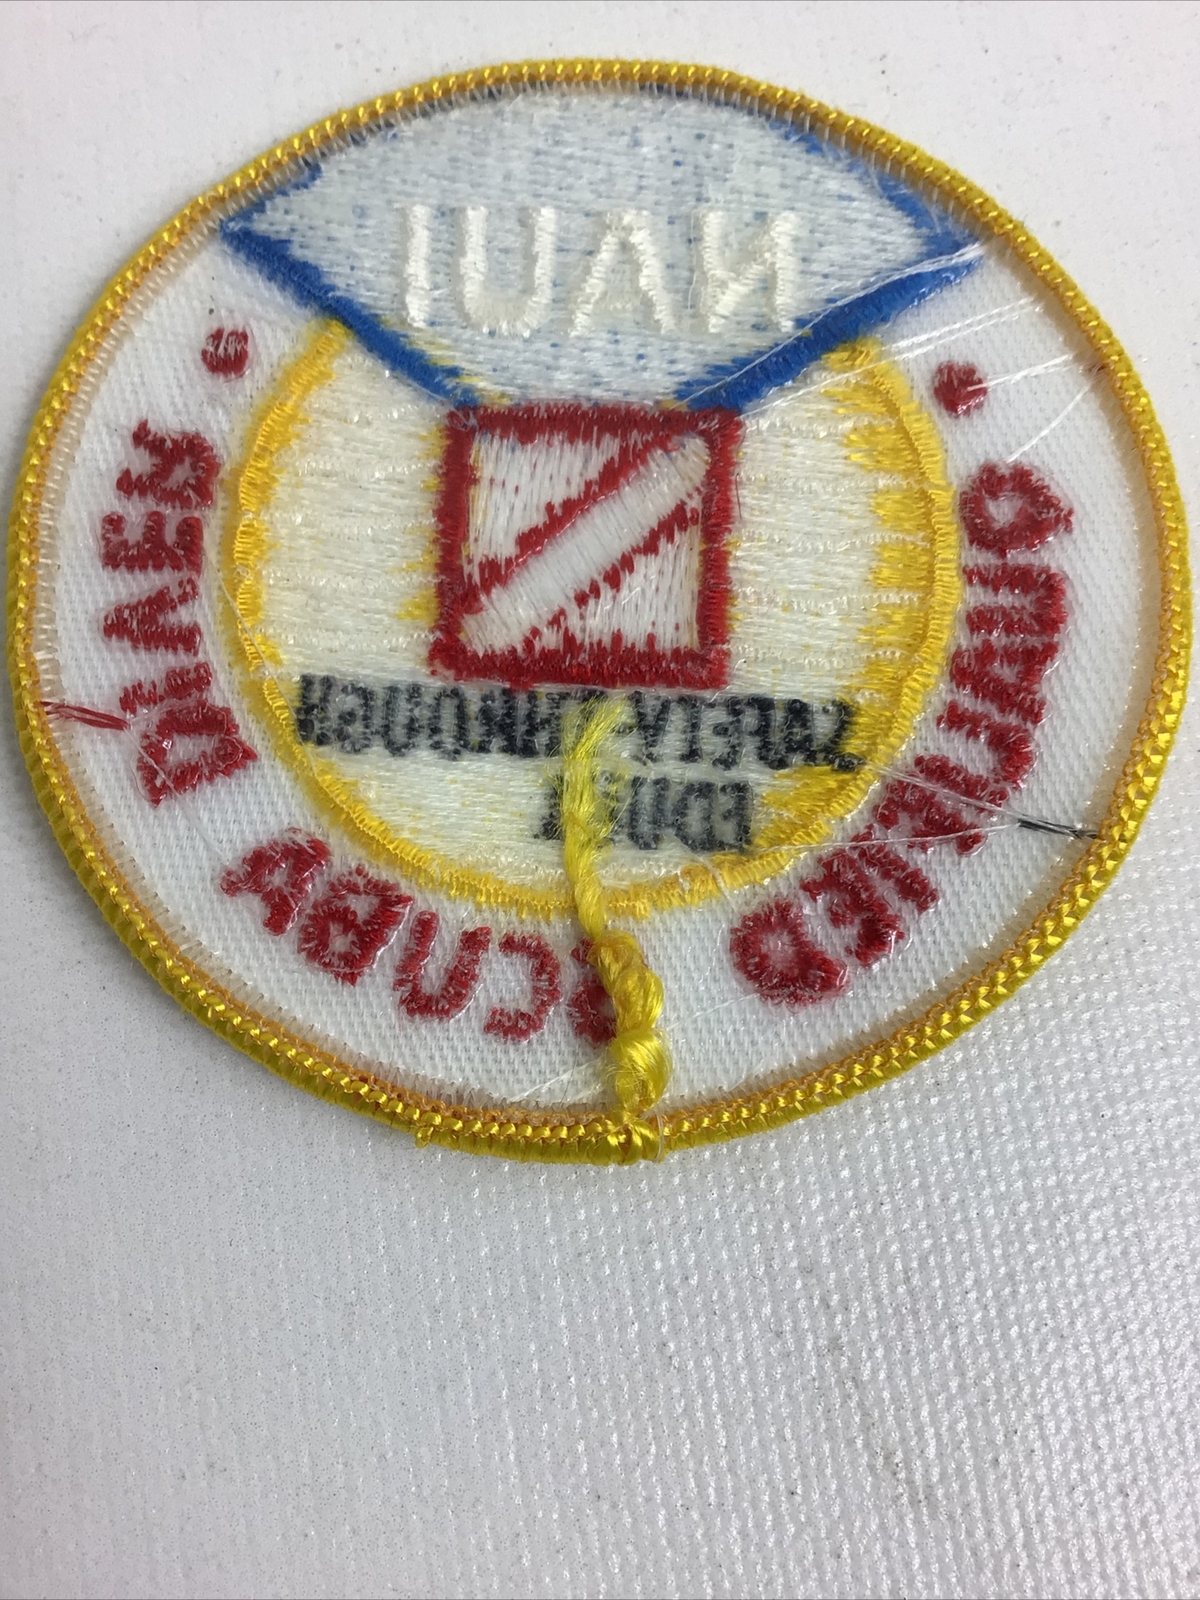 NAUI
SAFETY THROUGH
QUALIFIED SCUBA DIVER